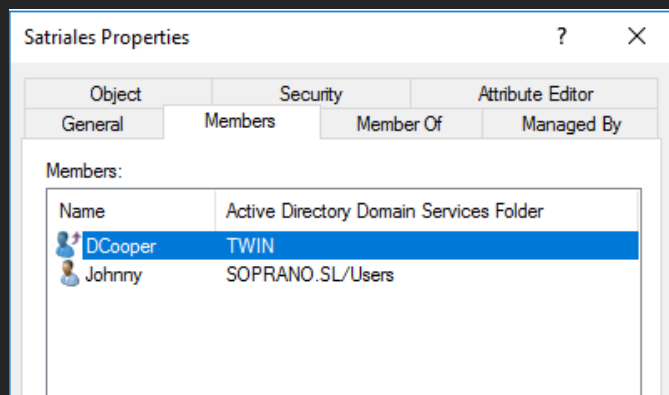 Satriales Properties ? ✕
Object Security Attribute Editor
General Members Member Of Managed By
Members:
Name Active Directory Domain Services Folder
DCooper TWIN
Johnny SOPRANO.SL/Users